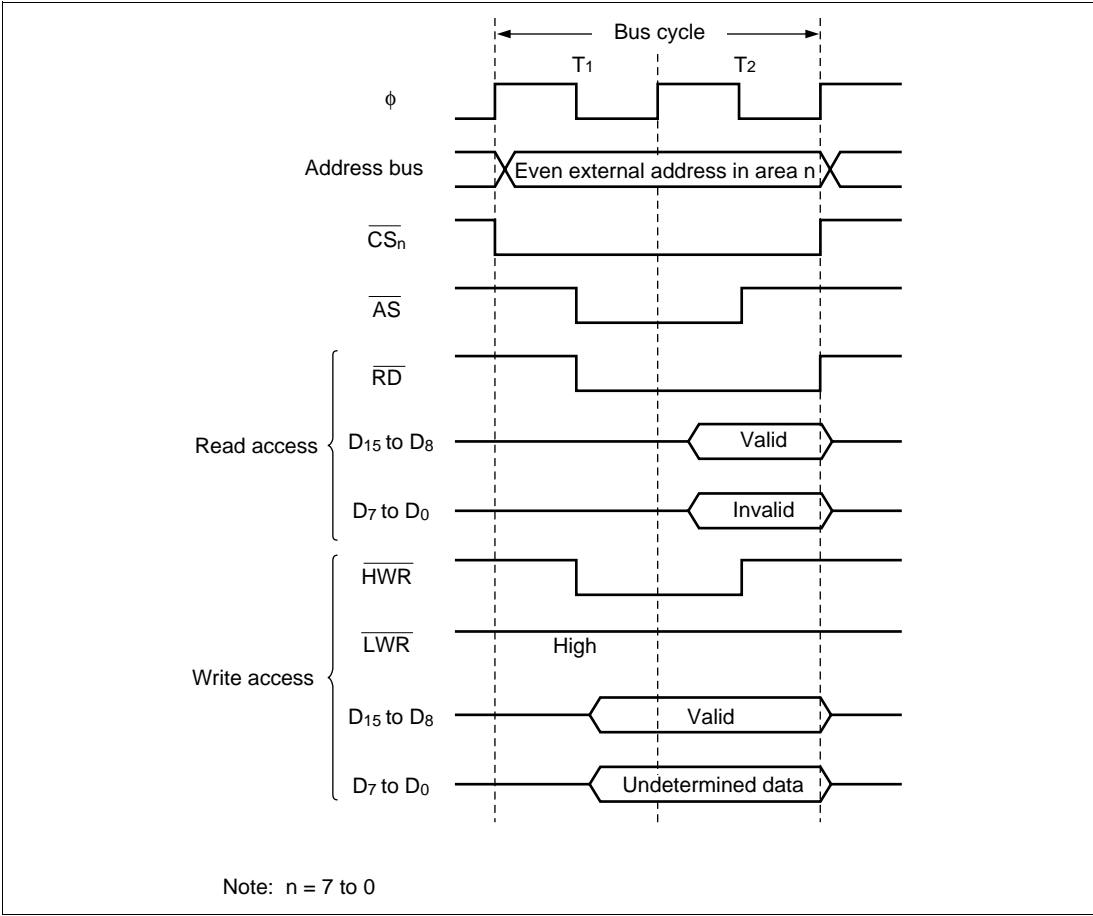 Bus cycle
T1 T2
ϕ
Address bus Even external address in area n
CSn
AS
Read access
RD
D15 to D8 Valid
D7 to D0 Invalid
Write access
HWR
LWR High
D15 to D8 Valid
D7 to D0 Undetermined data
Note: n = 7 to 0